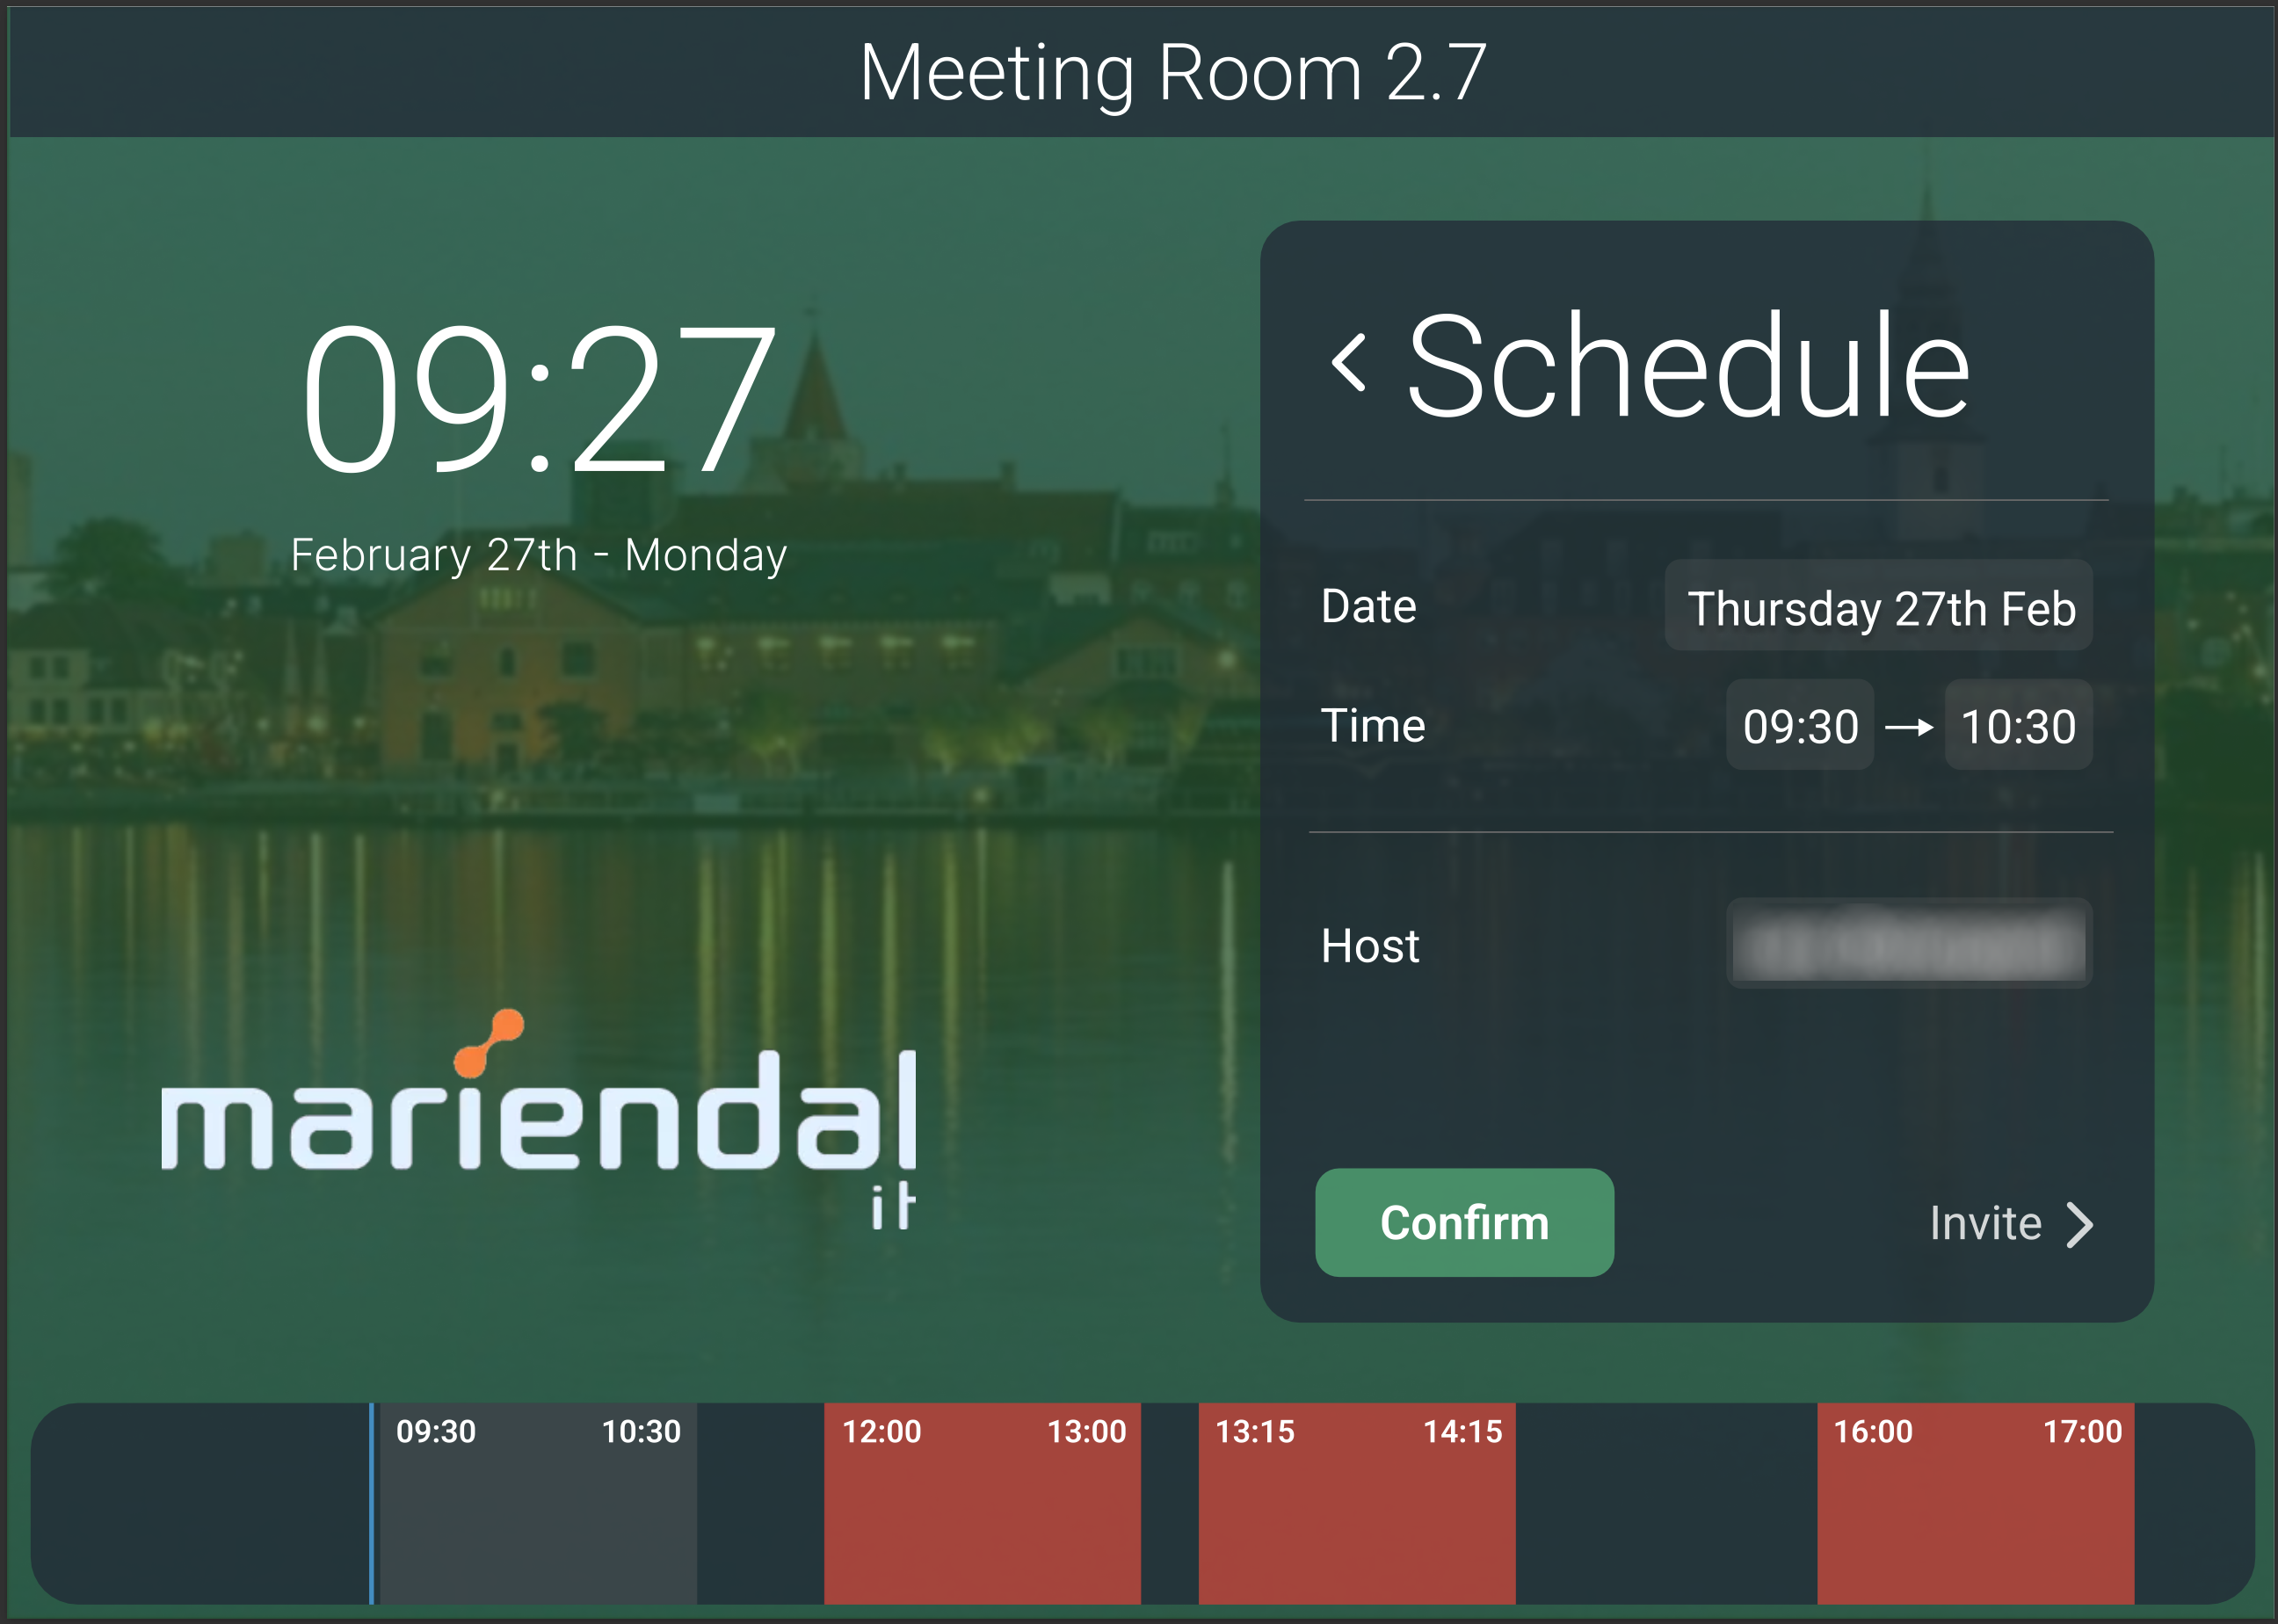 Meeting Room 2.7
09:27
February 27th - Monday
mariendal
it
Schedule
Date Thursday 27th Feb
Time 09:30 → 10:30
Host
Confirm Invite
09:30 10:30 12:00 13:00 13:15 14:15 16:00 17:00